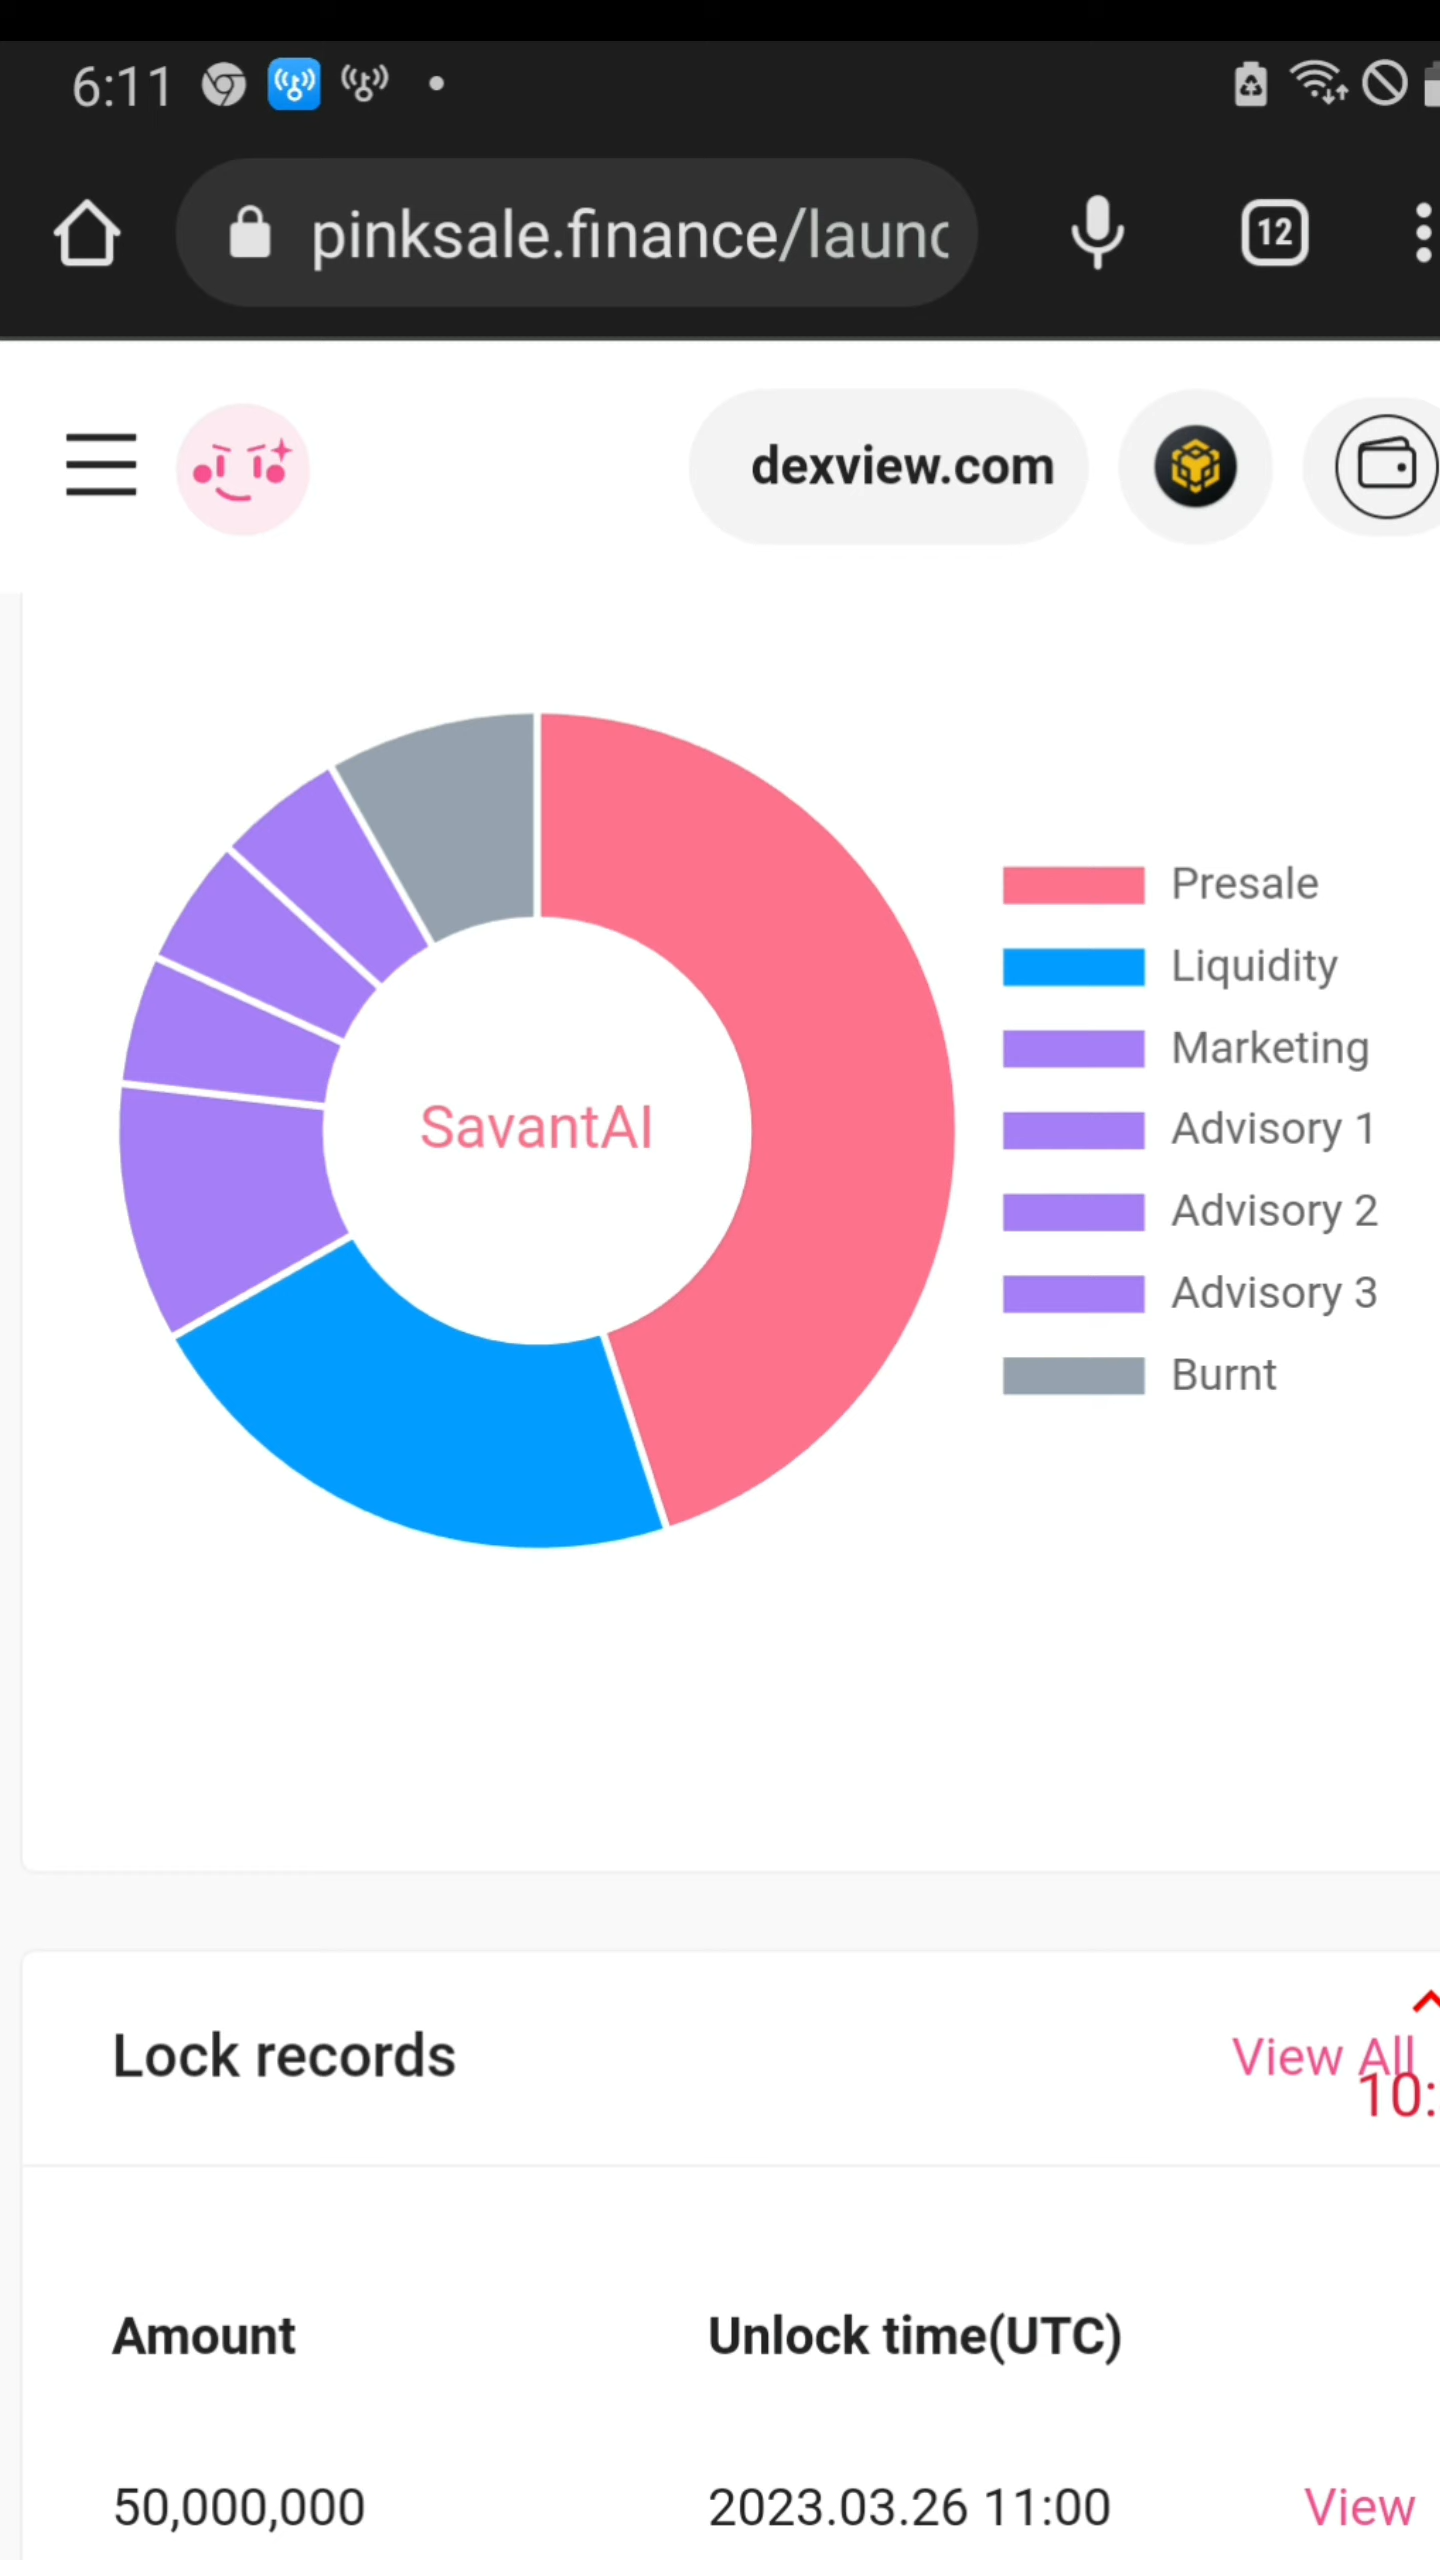 6:11
pinksale.finance/launc
12
dexview.com
SavantAI
Presale
Liquidity
Marketing
Advisory 1
Advisory 2
Advisory 3
Burnt
Lock records
View All
10:
Amount
Unlock time(UTC)
50,000,000
2023.03.26 11:00
View